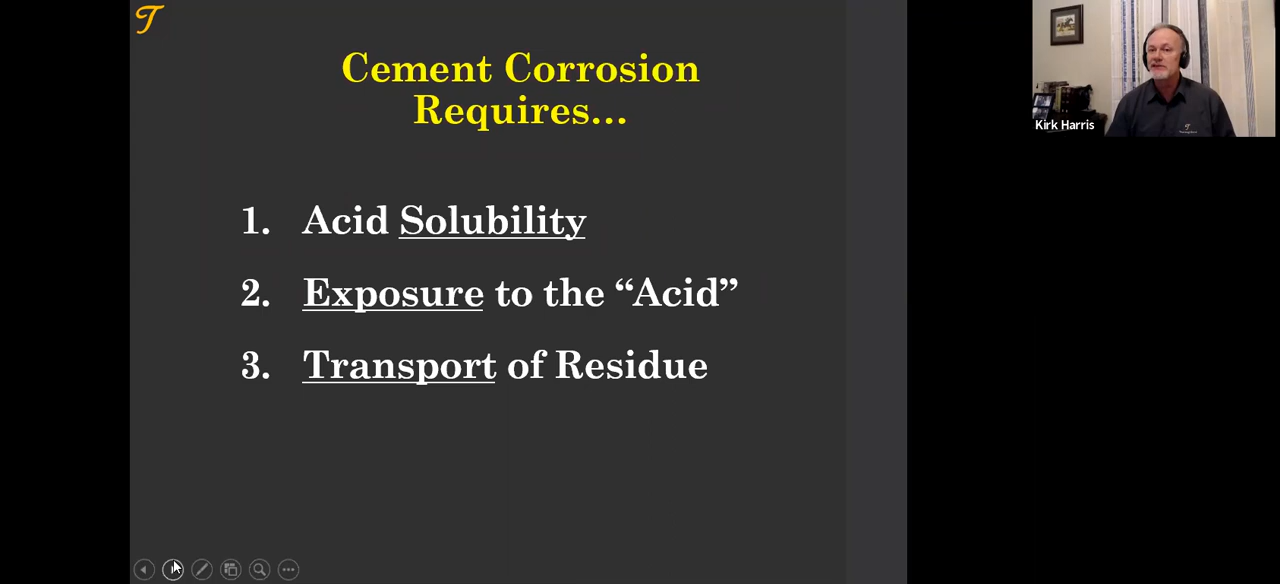 T
Cement Corrosion
Requires...
1. Acid Solubility
2. Exposure to the “Acid”
3. Transport of Residue
Kirk Harris